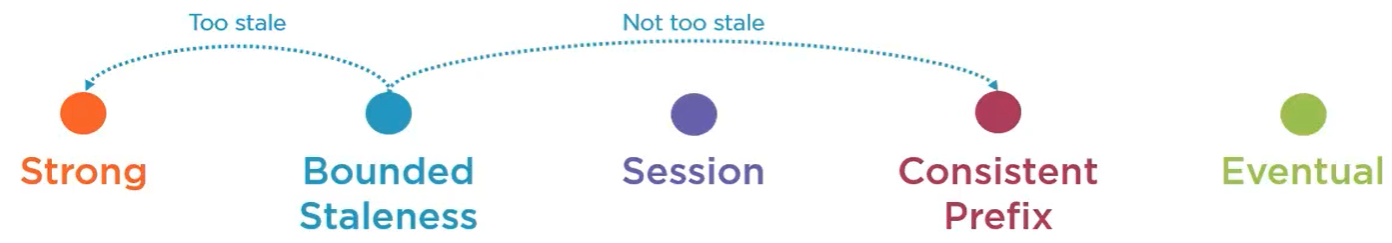 Too stale
Not too stale
Strong
Bounded
Staleness
Session
Consistent
Prefix
Eventual